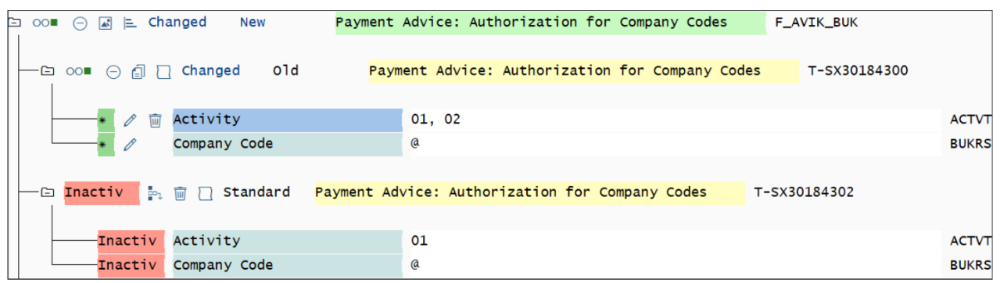 Changed New Payment Advice: Authorization for Company Codes F_AVIK_BUK
Changed Old Payment Advice: Authorization for Company Codes T-SX30184300
* Activity 01, 02 ACTVT
* Company Code @ BUKRS
Inactiv Standard Payment Advice: Authorization for Company Codes T-SX30184302
Inactiv Activity 01 ACTVT
Inactiv Company Code @ BUKRS